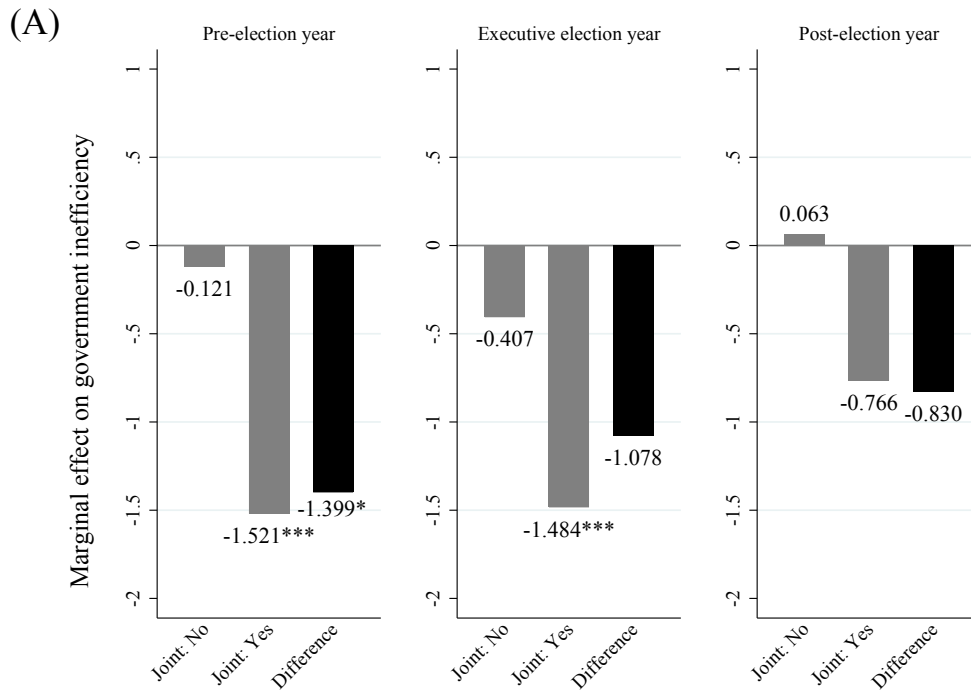 (A)
Marginal effect on government inefficiency
Pre-election year
1
.5
0
-.5
-1
-1.5
-2
-0.121
-1.521***
-1.399*
Joint: No
Joint: Yes
Difference
Executive election year
1
.5
0
-.5
-1
-1.5
-2
-0.407
-1.484***
-1.078
Joint: No
Joint: Yes
Difference
Post-election year
1
.5
0
-.5
-1
-1.5
-2
0.063
-0.766
-0.830
Joint: No
Joint: Yes
Difference